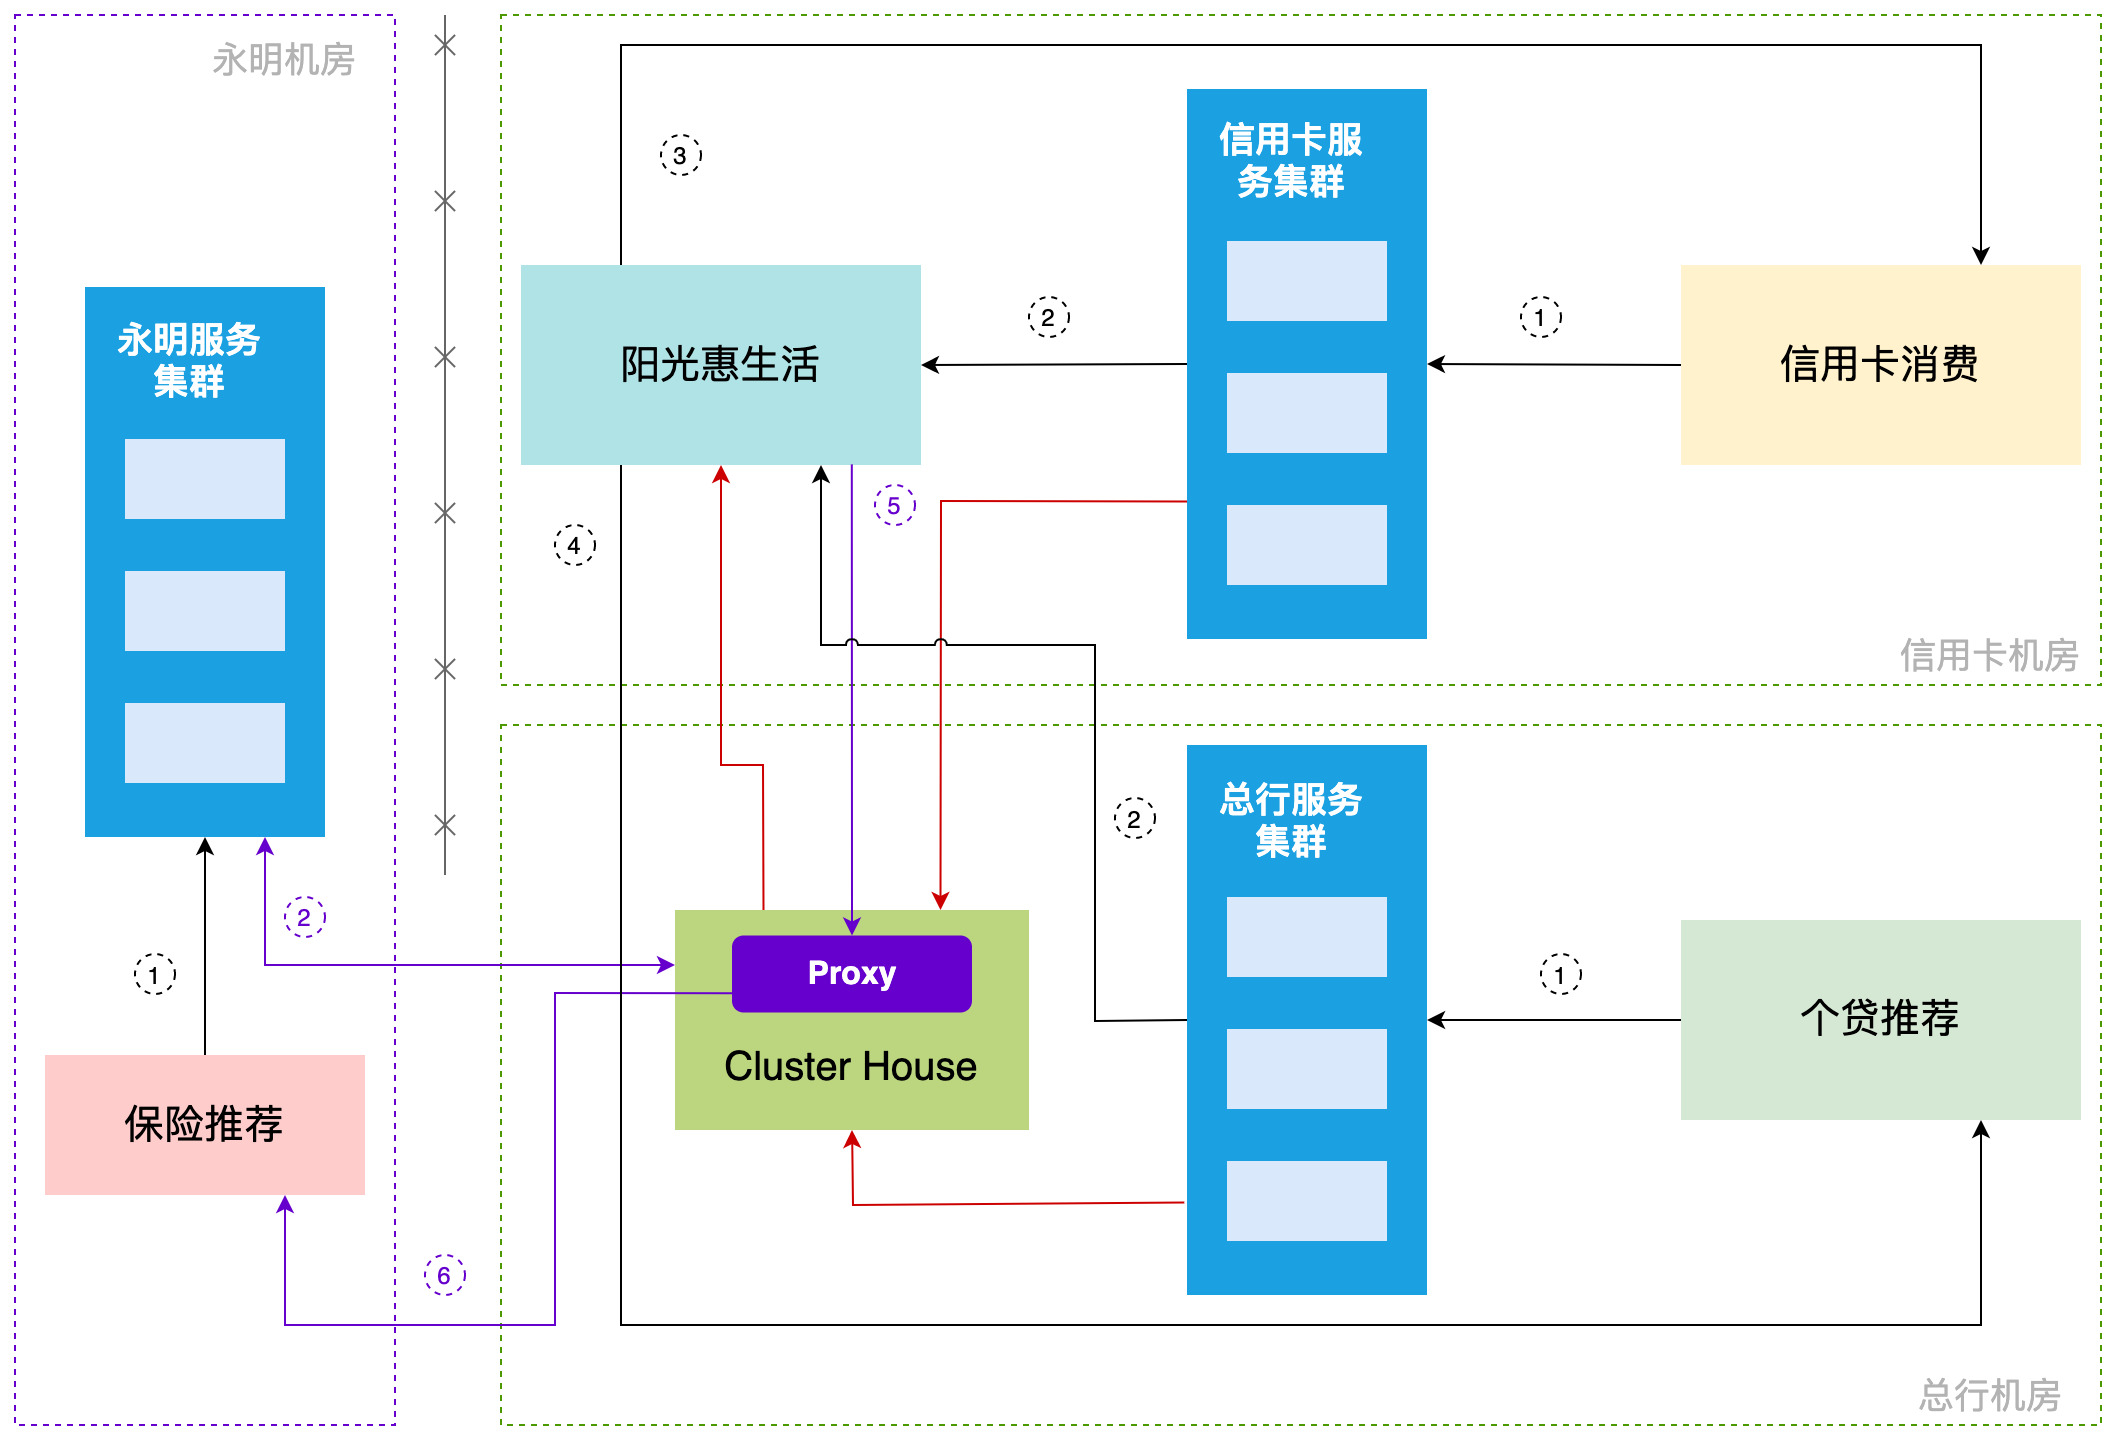 永明机房
永明服务
集群
1
2
保险推荐
6
3
信用卡服
务集群
阳光惠生活
2
1
信用卡消费
5
4
信用卡机房
总行服务
集群
2
Proxy
Cluster House
1
个贷推荐
总行机房